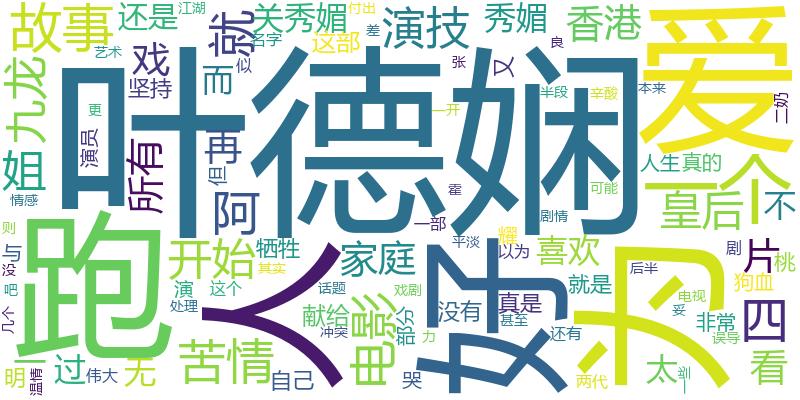 故事
还是
江湖
就
关秀媚
付出
差
名字
艺术
这部
演技
秀媚
香港
爱
九龙
戏
坚持
而
忽
又
张
良
半段
辛酸
本来
二奶
叶德娴
更
演员
所有
再
但
阿
姐
情感
人生
真的
一个
皇后
不
可能
霍
一部
剧情
跑
人
好
为
则
与
没
吧
几个
开始
牺牲
其实
演
这个
处理
家庭
话题
戏剧
平淡
耀
以为
喜欢
后半
就是
剧
片
桃
狗血
电视
妥
非常
四
误导
献给
冲突
电影
部分
力
没有
真是
甚至
还有
明
温情
过
伟大
无
苦情
自己
哭
两代
太
看
一开